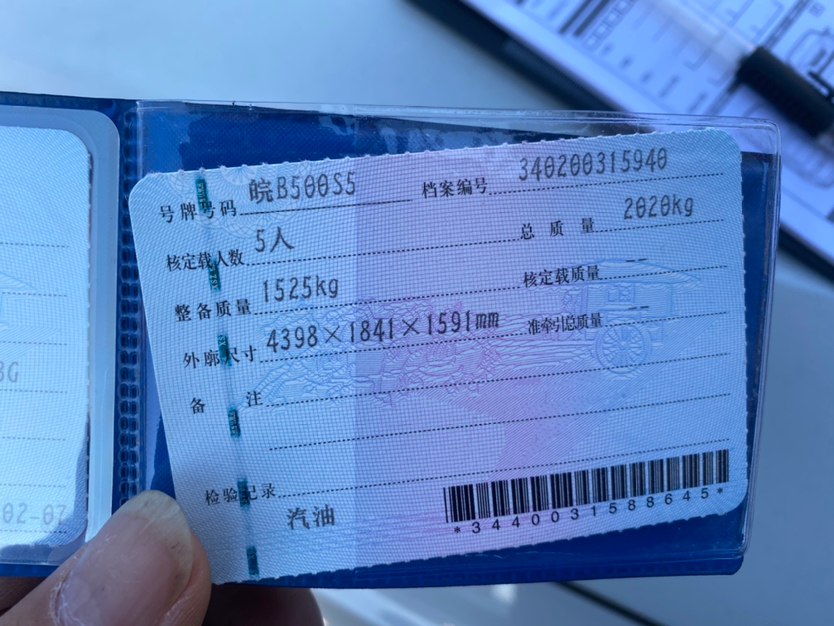 号牌号码 皖B500S5 档案编号 340200315940
核定载人数 5人 总质量 2020kg
整备质量 1525kg 核定载质量 --
外廓尺寸 4398×1841×1591mm 准牵引总质量 --
备注
检验记录
汽油
*3440031588645*
3G
02-07